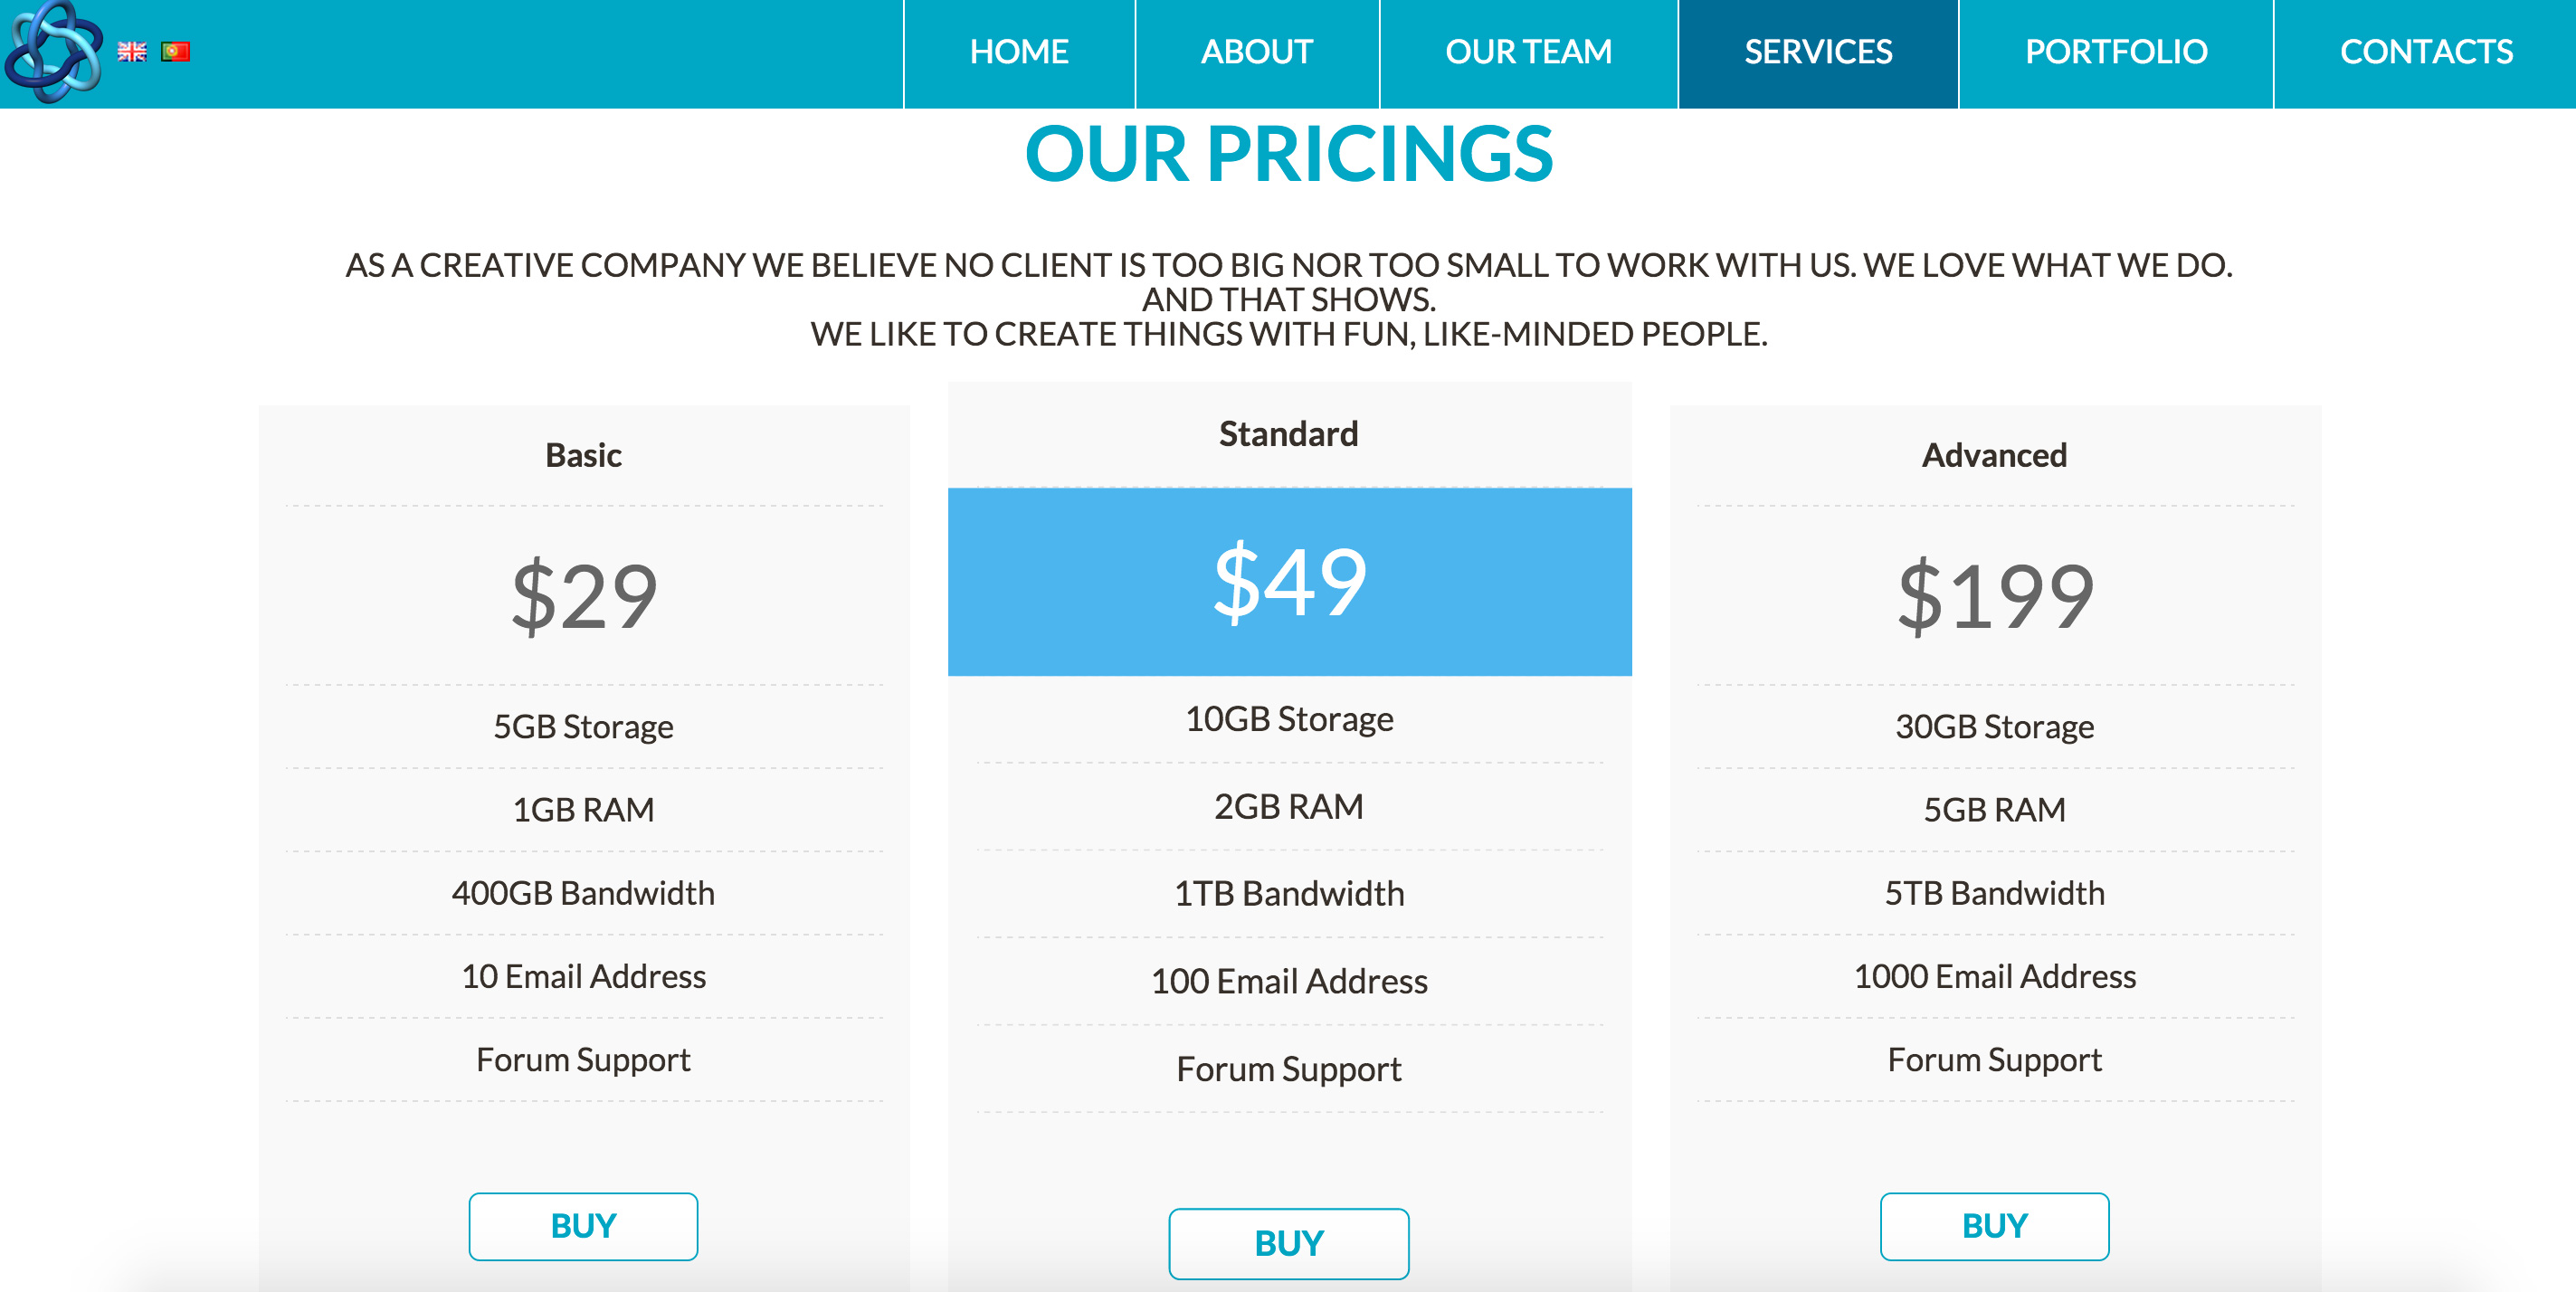 HOME ABOUT OUR TEAM SERVICES PORTFOLIO CONTACTS
OUR PRICINGS
AS A CREATIVE COMPANY WE BELIEVE NO CLIENT IS TOO BIG NOR TOO SMALL TO WORK WITH US. WE LOVE WHAT WE DO.
AND THAT SHOWS.
WE LIKE TO CREATE THINGS WITH FUN, LIKE-MINDED PEOPLE.
Basic
$29
5GB Storage
1GB RAM
400GB Bandwidth
10 Email Address
Forum Support
BUY
Standard
$49
10GB Storage
2GB RAM
1TB Bandwidth
100 Email Address
Forum Support
BUY
Advanced
$199
30GB Storage
5GB RAM
5TB Bandwidth
1000 Email Address
Forum Support
BUY